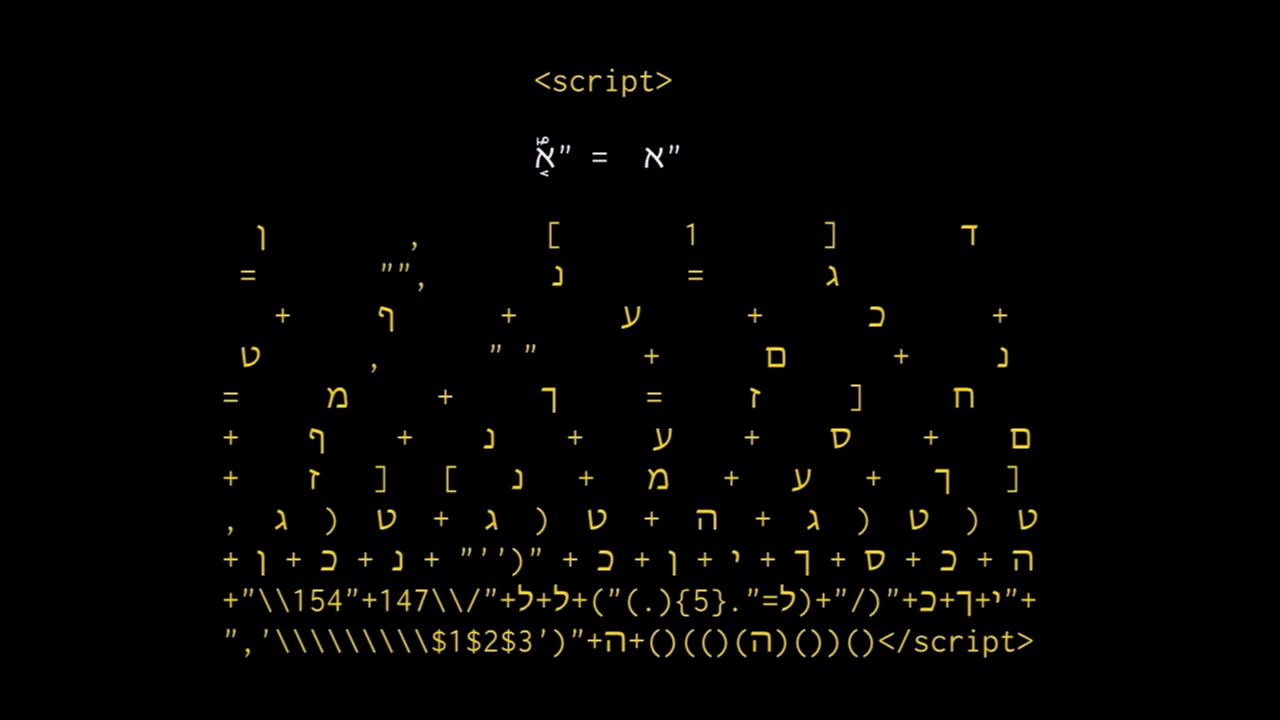 <script>
אָ֚" = א"
ן , [ 1 ] ד
= "", נ = ג
+ ף + ע + כ +
ט , " " + ם + נ
= מ + ך = ז ] ח
+ ף + נ + ע + ס + ם
+ ז ] [ נ + מ + ע + ך ]
, ג ) ט + ג ) ט + ה + ג ) ט ) ט
+ ן + כ + נ + "'')" + כ + ן + י + ך + ס + כ + ה
+"\\154"+147\\/"+ל+ל+("(.){5}."=ל)+"/)"+כ+ך+י"+
",'\\\\\\\\\$1$2$3')"+ה+()(()(ה)())()</script>